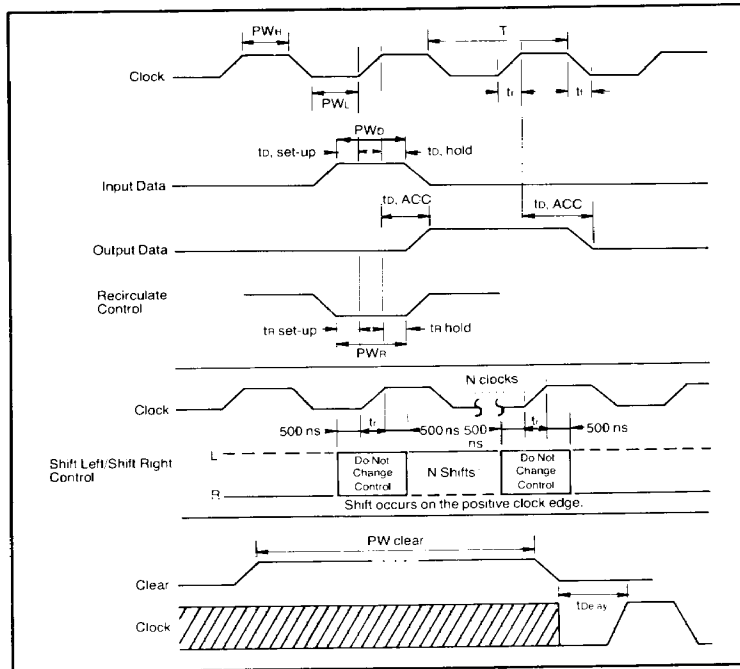 PWH
T
Clock
PWL
tr
tf
PWD
tD, set-up
tD, hold
Input Data
tD, ACC
tD, ACC
Output Data
Recirculate
Control
tR set-up
tR hold
PWR
N clocks
Clock
500 ns
tr
500 ns
500
ns
tr
500 ns
Shift Left/Shift Right
Control
L
R
Do Not
Change
Control
N Shifts
Do Not
Change
Control
Shift occurs on the positive clock edge.
PW clear
Clear
tDelay
Clock